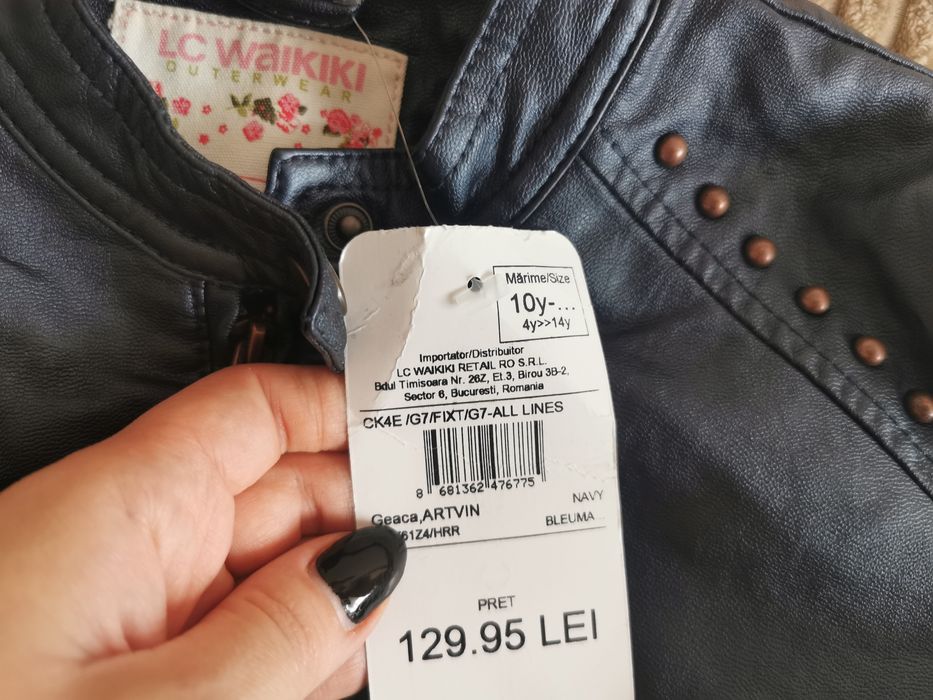 LC WAIKIKI
OUTERWEAR
Mărime/Size
10y-...
4y>>14y
Importator/Distribuitor
LC WAIKIKI RETAIL RO S.R.L.
Bdul Timisoara Nr. 26Z, Et.3, Birou 3B-2,
Sector 6, Bucuresti, Romania
CK4E /G7/FIXT/G7-ALL LINES
8 681362 476775
NAVY
Geaca,ARTVIN
BLEUMA...
61Z4/HRR
PRET
129.95 LEI